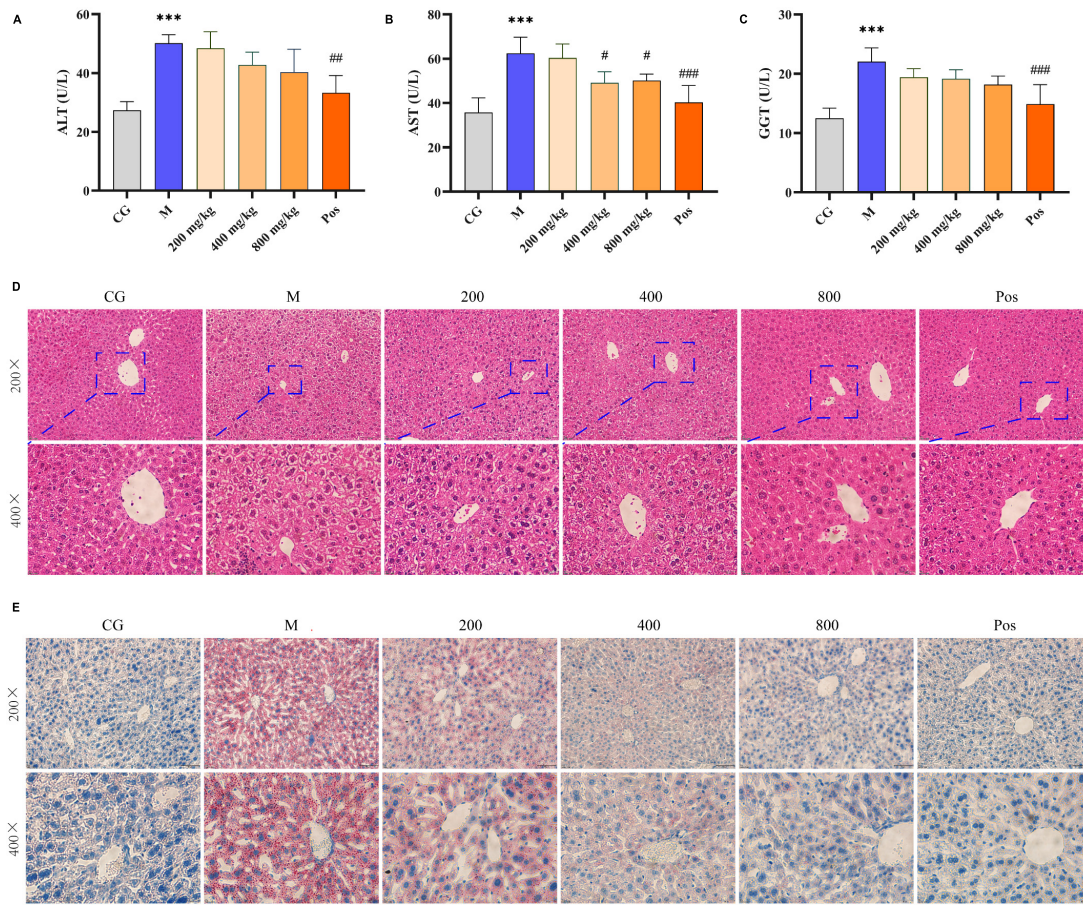 A
ALT (U/L)
60
40
20
0
***
##
CG
M
200 mg/kg
400 mg/kg
800 mg/kg
Pos
B
AST (U/L)
80
60
40
20
0
***
#
#
###
CG
M
200 mg/kg
400 mg/kg
800 mg/kg
Pos
C
GGT (U/L)
30
20
10
0
***
###
CG
M
200 mg/kg
400 mg/kg
800 mg/kg
Pos
D
CG M 200 400 800 Pos
200×
400×
E
CG M 200 400 800 Pos
200×
400×